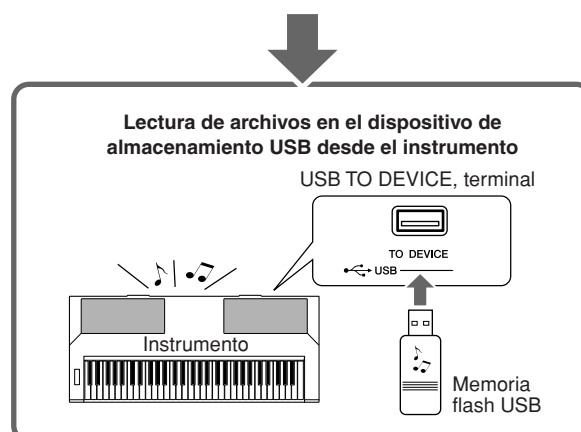 Lectura de archivos en el dispositivo de
almacenamiento USB desde el instrumento
USB TO DEVICE, terminal
TO DEVICE
USB
Instrumento
Memoria
flash USB